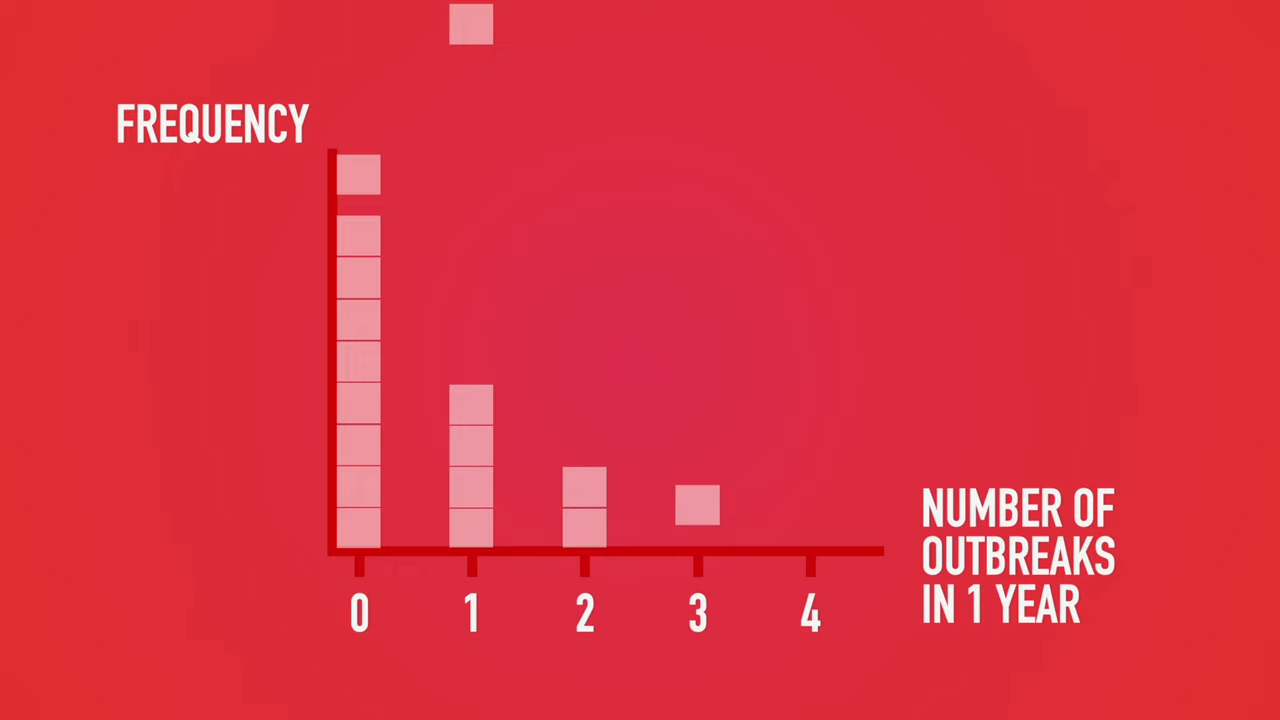 FREQUENCY
0 1 2 3 4
NUMBER OF
OUTBREAKS
IN 1 YEAR